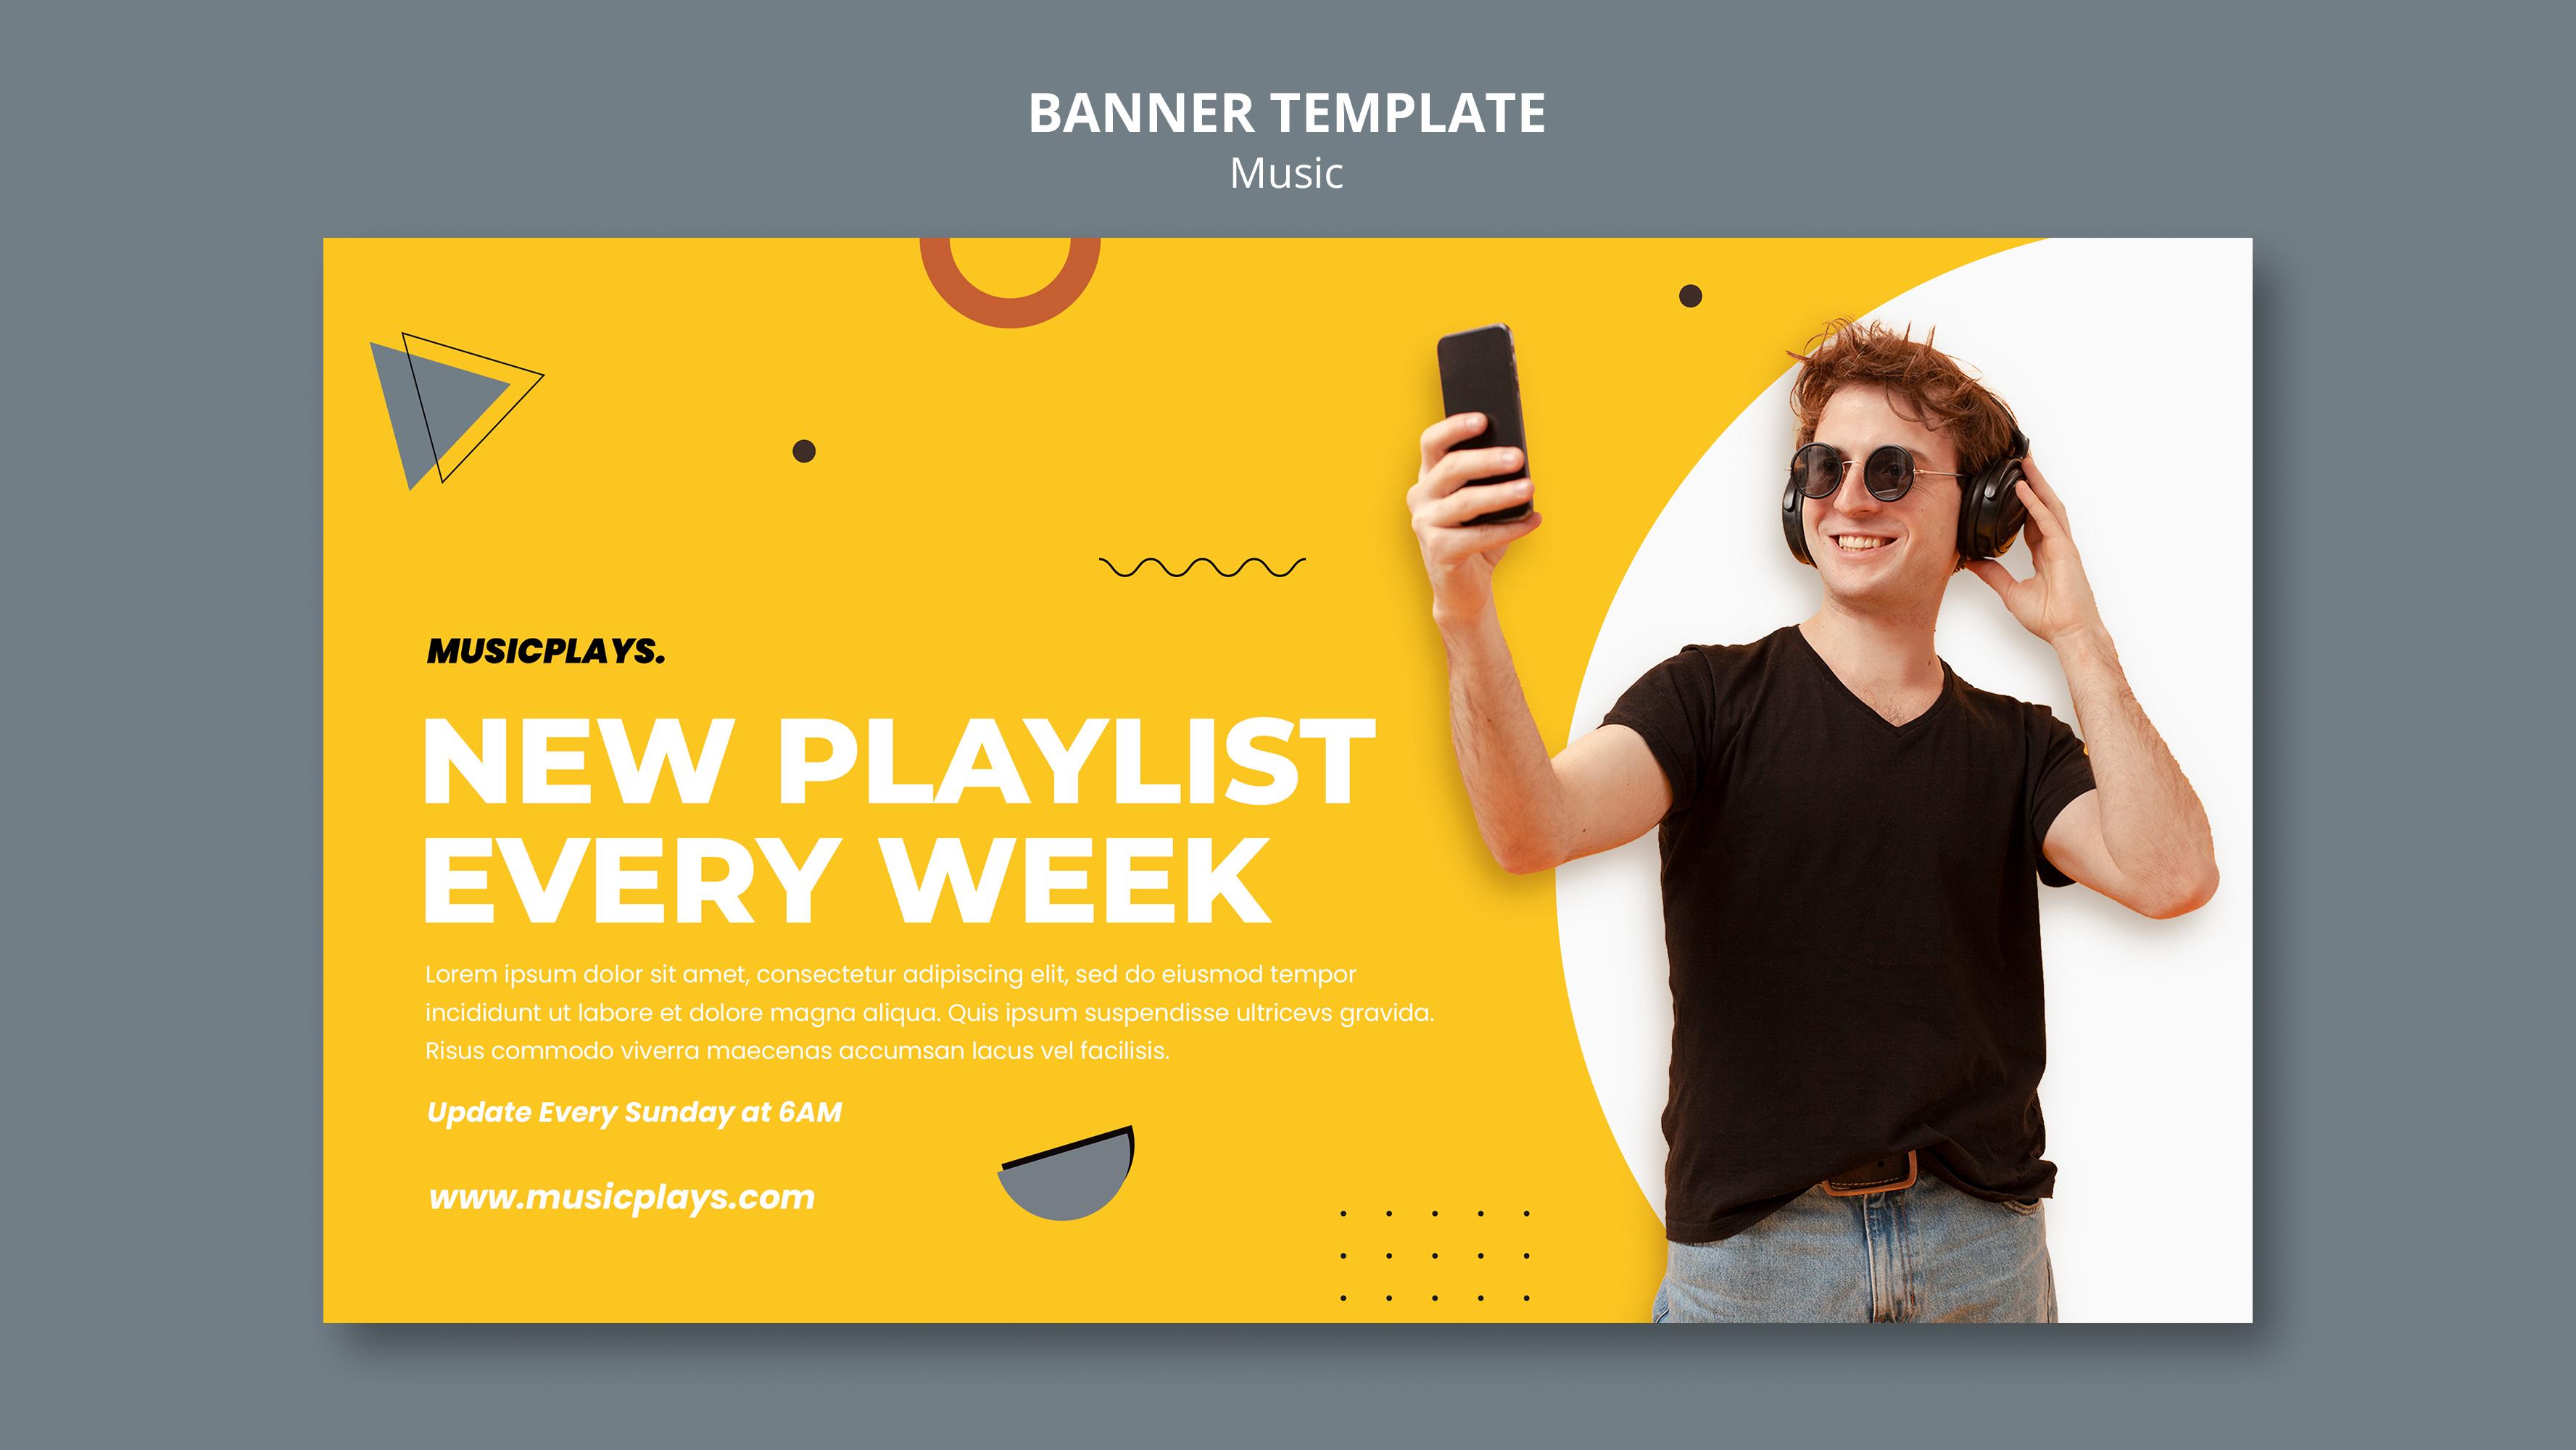 BANNER TEMPLATE
Music
MUSICPLAYS.
NEW PLAYLIST
EVERY WEEK
Lorem ipsum dolor sit amet, consectetur adipiscing elit, sed do eiusmod tempor
incididunt ut labore et dolore magna aliqua. Quis ipsum suspendisse ultricevs gravida.
Risus commodo viverra maecenas accumsan lacus vel facilisis.
Update Every Sunday at 6AM
www.musicplays.com